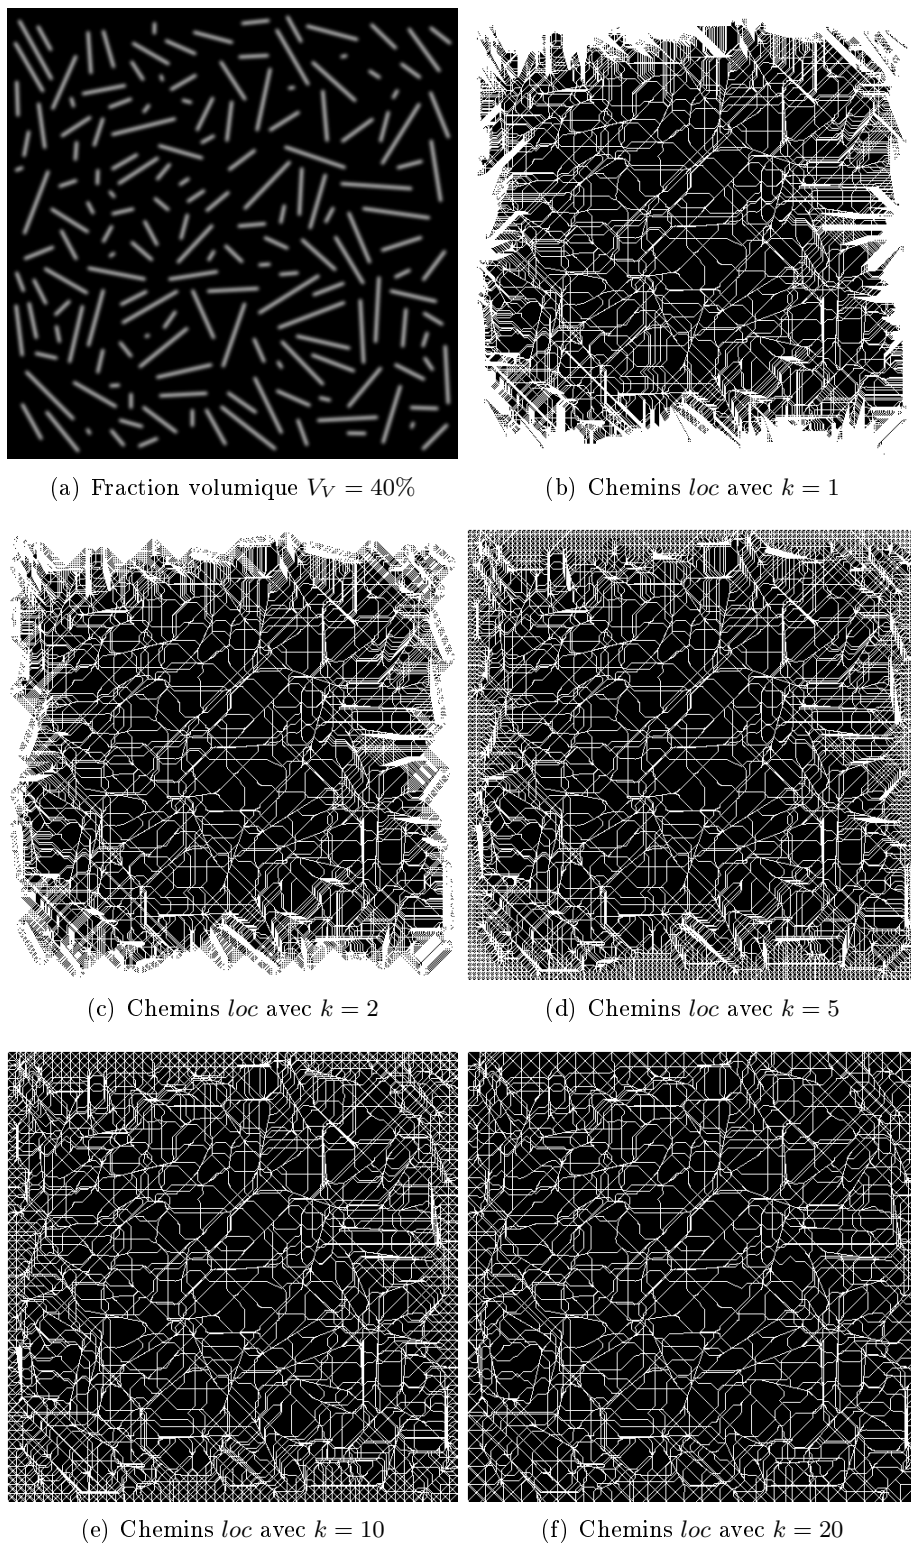 (a) Fraction volumique V_V = 40%
(b) Chemins loc avec k = 1
(c) Chemins loc avec k = 2
(d) Chemins loc avec k = 5
(e) Chemins loc avec k = 10
(f) Chemins loc avec k = 20